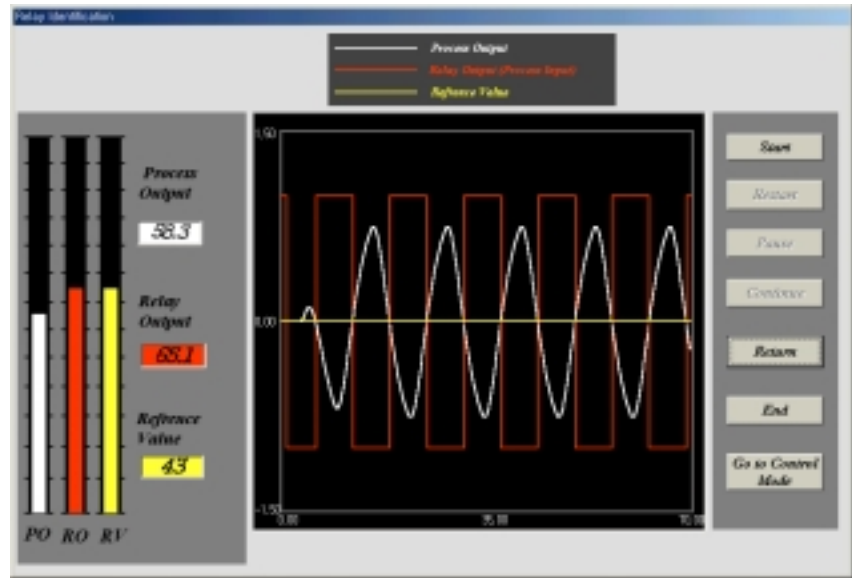 Relay Identification
Process Output
Relay Output (Process Input)
Refrence Value
Process
Output
58.3
Relay
Output
65.1
Refrence
Value
43
PO RO RV
1.50
0.00
-1.50
0.00 35.00 70.00
Start
Restart
Pause
Continue
Return
End
Go to Control
Mode